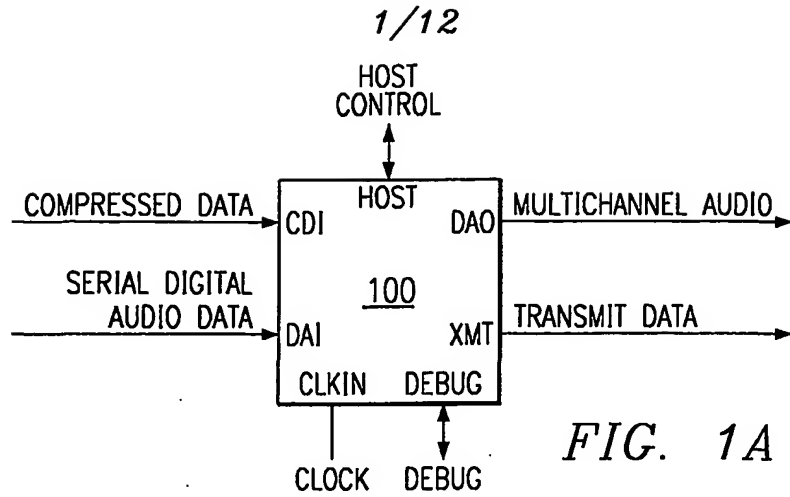 1/12
HOST
CONTROL
HOST
COMPRESSED DATA
CDI
DAO
MULTICHANNEL AUDIO
SERIAL DIGITAL
AUDIO DATA
100
DAI
XMT
TRANSMIT DATA
CLKIN
DEBUG
CLOCK
DEBUG
FIG. 1A